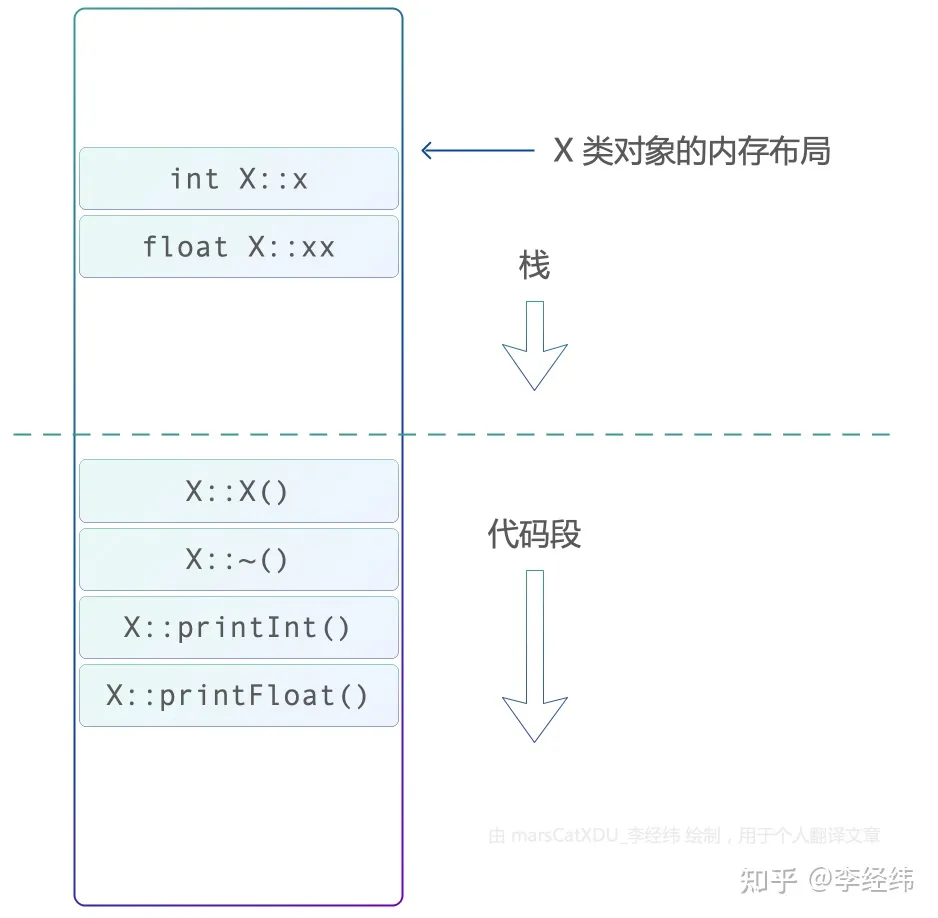 X 类对象的内存布局
int X::x
float X::xx
栈
X::X()
代码段
X::~()
X::printInt()
X::printFloat()
由 marsCatXDU_李经纬 绘制，用于个人翻译文章
知乎 @李经纬